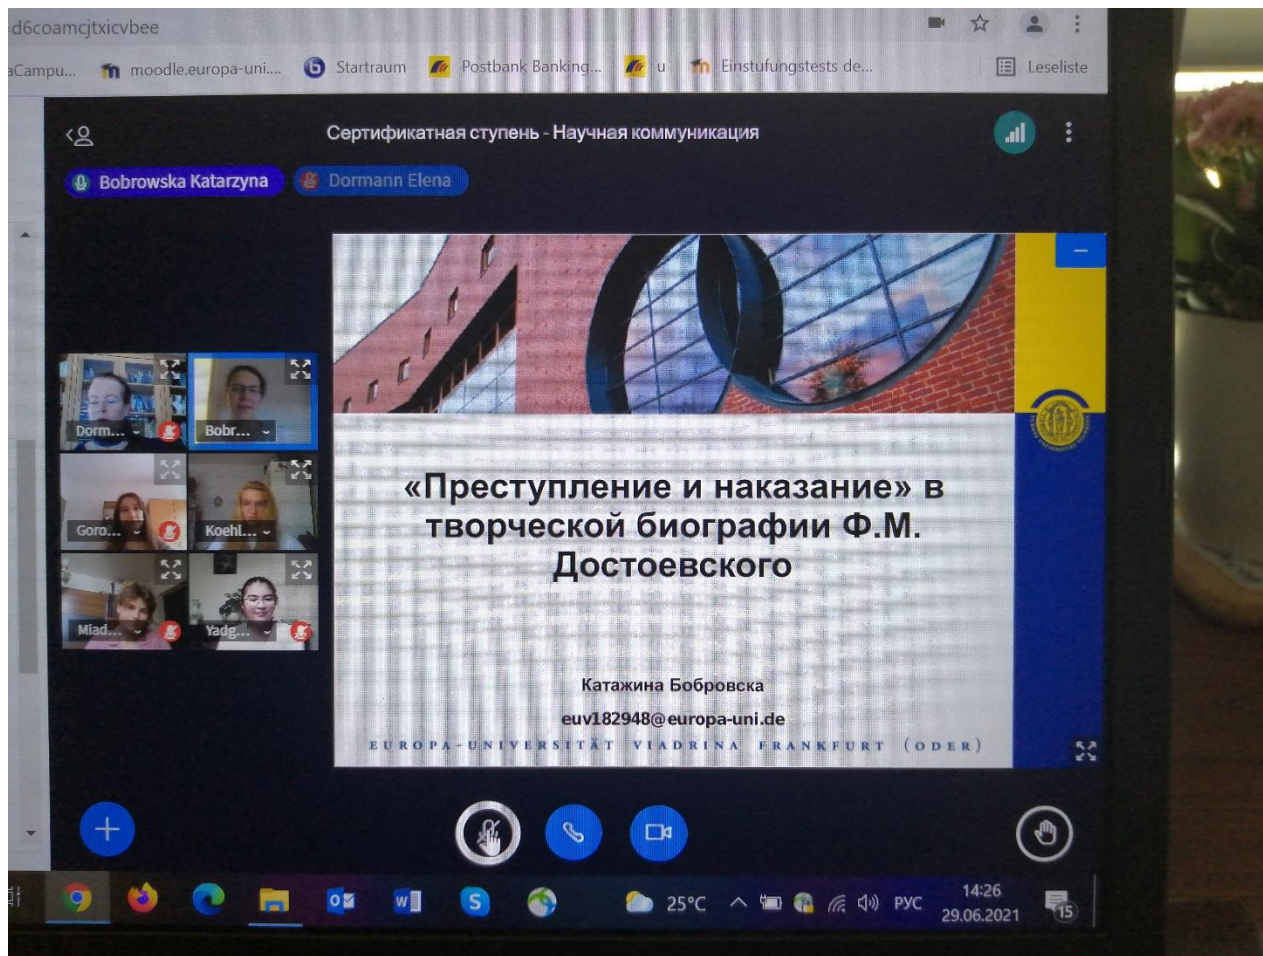 d6coamcjtxicvbee
aCampu... moodle.europa-uni.... Startraum Postbank Banking... u Einstufungstests de... Leseliste
Сертификатная ступень - Научная коммуникация
Bobrowska Katarzyna Dormann Elena
Dorm... Bobr...
Goro... Koehl...
Miad... Yadg...
«Преступление и наказание» в
творческой биографии Ф.М.
Достоевского
Катажина Бобровска
euv182948@europa-uni.de
EUROPA-UNIVERSITÄT VIADRINA FRANKFURT (ODER)
25°C РУС 14:26
29.06.2021 15